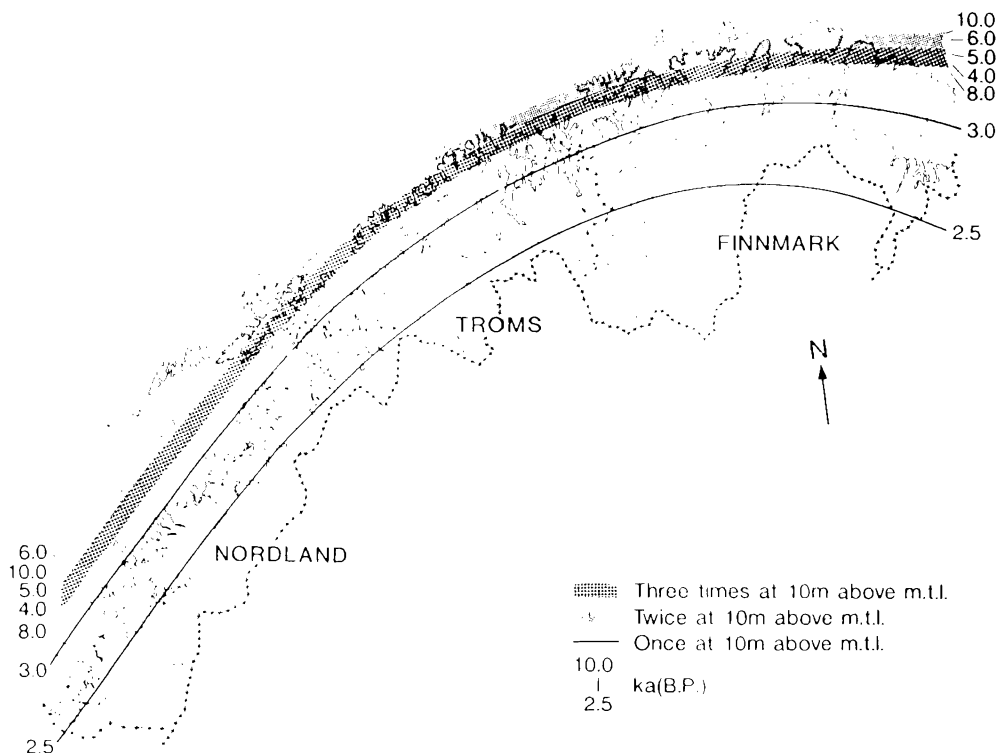 10.0
6.0
5.0
4.0
8.0
3.0
2.5
FINNMARK
TROMS
N
NORDLAND
6.0
10.0
5.0
4.0
8.0
3.0
2.5
Three times at 10m above m.t.l.
Twice at 10m above m.t.l.
Once at 10m above m.t.l.
10.0
ka(B.P.)
2.5